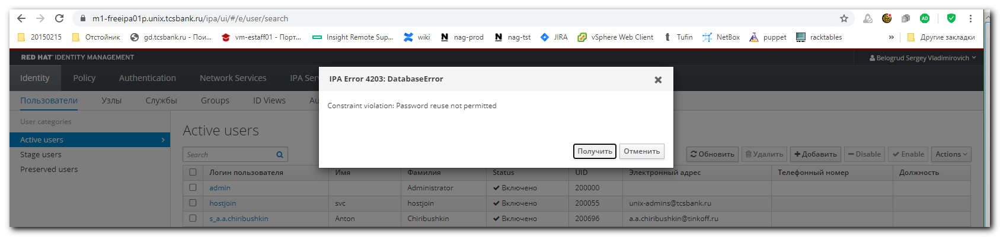 m1-freeipa01p.unix.tcsbank.ru/ipa/ui/#/e/user/search
20150215 Отстойник gd.tcsbank.ru - Пои... vm-estaff01 - Порт... Insight Remote Sup... wiki nag-prod nag-tst JIRA vSphere Web Client Tufin NetBox puppet racktables » Другие закладки
RED HAT® IDENTITY MANAGEMENT Belogrud Sergey Vladimirovich
Identity Policy Authentication Network Services IPA Ser
IPA Error 4203: DatabaseError
Пользователи Узлы Службы Groups ID Views Au
Constraint violation: Password reuse not permitted
User categories
Active users
Stage users
Preserved users
Active users
Получить Отменить
Search
Обновить Удалить Добавить Disable Enable Actions
Логин пользователя Имя Фамилия Status UID Электронный адрес Телефонный номер Должность
admin Administrator Включено 200000
hostjoin svc hostjoin Включено 200055 unix-admins@tcsbank.ru
s_a.a.chiribushkin Anton Chiribushkin Включено 200696 a.a.chiribushkin@tinkoff.ru